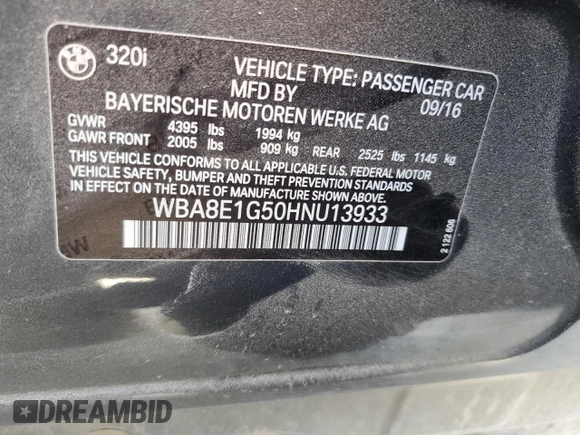 320i
VEHICLE TYPE: PASSENGER CAR
MFD BY 09/16
BAYERISCHE MOTOREN WERKE AG
GVWR 4395 lbs 1994 kg
GAWR FRONT 2005 lbs 909 kg REAR 2525 lbs 1145 kg
THIS VEHICLE CONFORMS TO ALL APPLICABLE U.S. FEDERAL MOTOR
VEHICLE SAFETY, BUMPER AND THEFT PREVENTION STANDARDS
IN EFFECT ON THE DATE OF MANUFACTURE SHOWN ABOVE.
WBA8E1G50HNU13933
2 122 606
DREAMBID